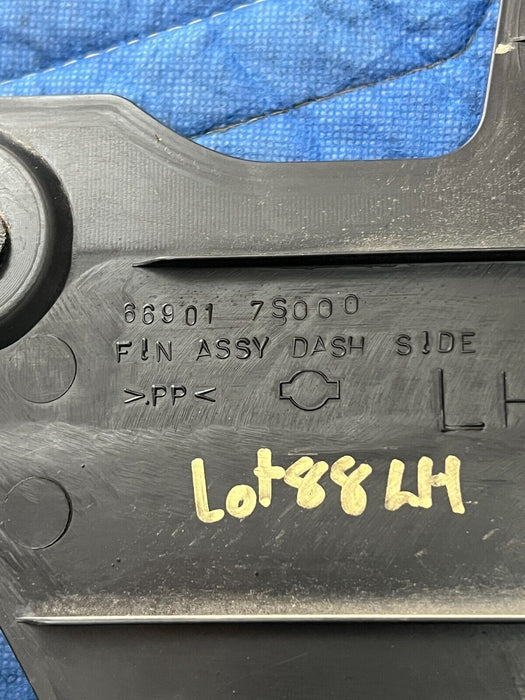 66901 7S000
F!N ASSY DASH S!DE
>.PP<
LH
Lot88 LH